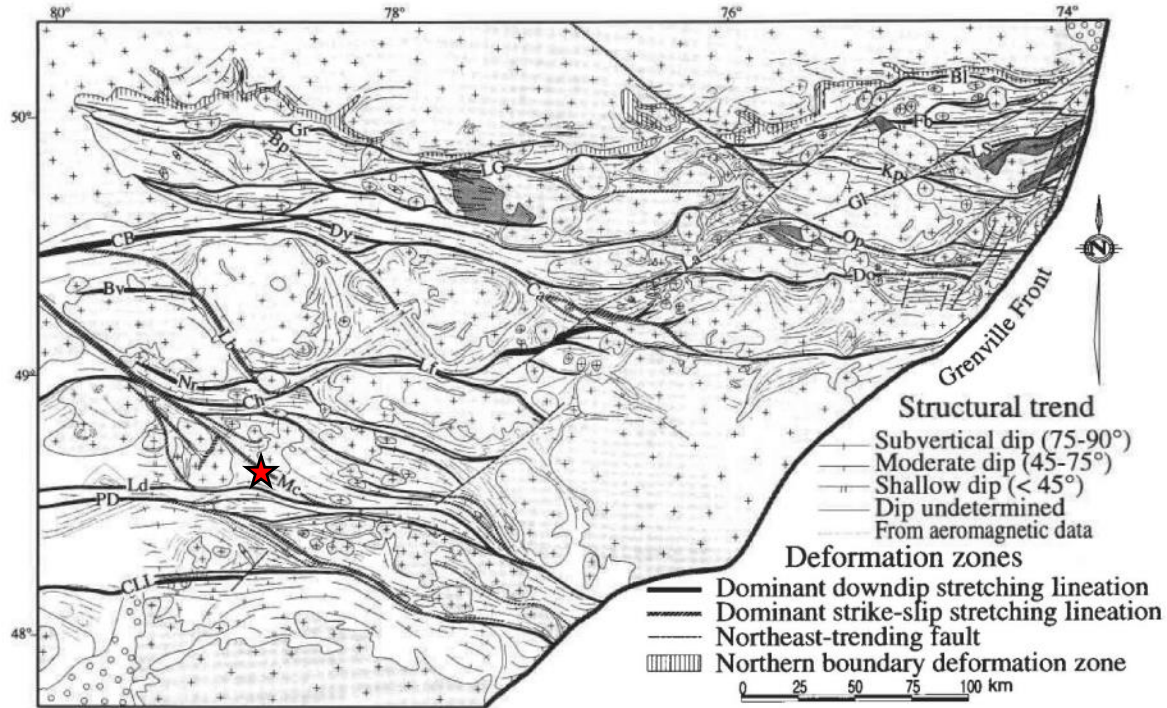 80° 78° 76° 74°
Bl
50°
Gr Fb
Bp LS
LG Kp
Gl
Dy Op
CB
Do
Bv
Lb
49° Lf
Nr
Ch
Grenville Front
N
Mc
Ld
PD
CLL
48°
Structural trend
Subvertical dip (75-90°)
Moderate dip (45-75°)
Shallow dip (< 45°)
Dip undetermined
From aeromagnetic data
Deformation zones
Dominant downdip stretching lineation
Dominant strike-slip stretching lineation
Northeast-trending fault
Northern boundary deformation zone
0 25 50 75 100 km